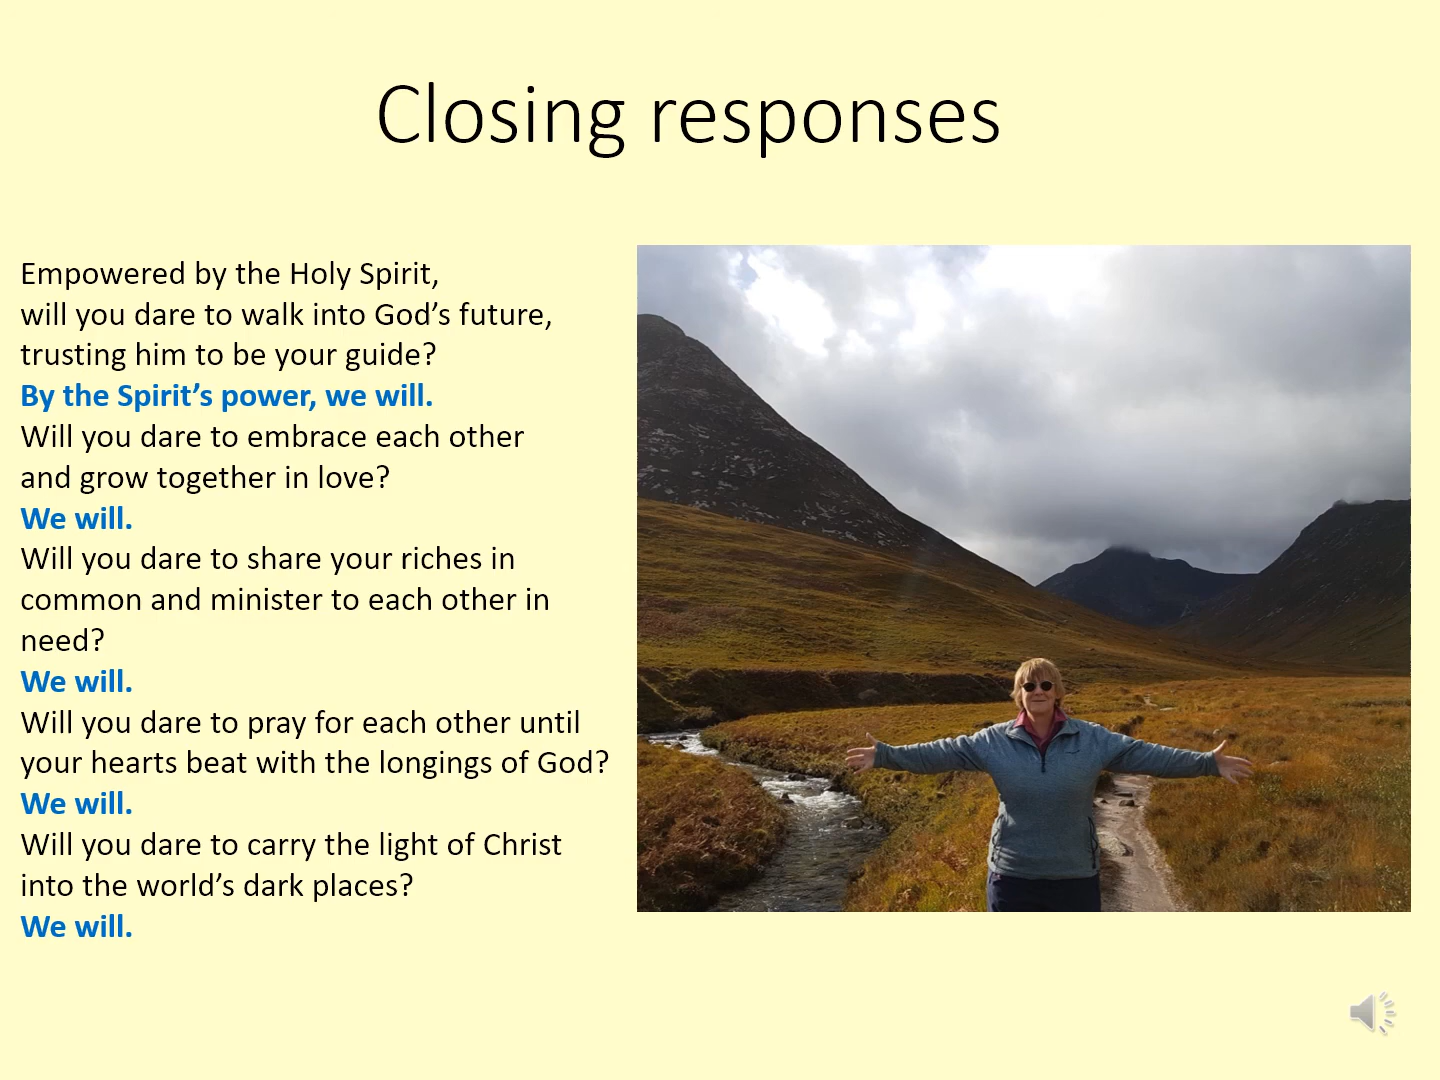 Closing responses
Empowered by the Holy Spirit,
will you dare to walk into God’s future,
trusting him to be your guide?
By the Spirit’s power, we will.
Will you dare to embrace each other
and grow together in love?
We will.
Will you dare to share your riches in
common and minister to each other in
need?
We will.
Will you dare to pray for each other until
your hearts beat with the longings of God?
We will.
Will you dare to carry the light of Christ
into the world’s dark places?
We will.